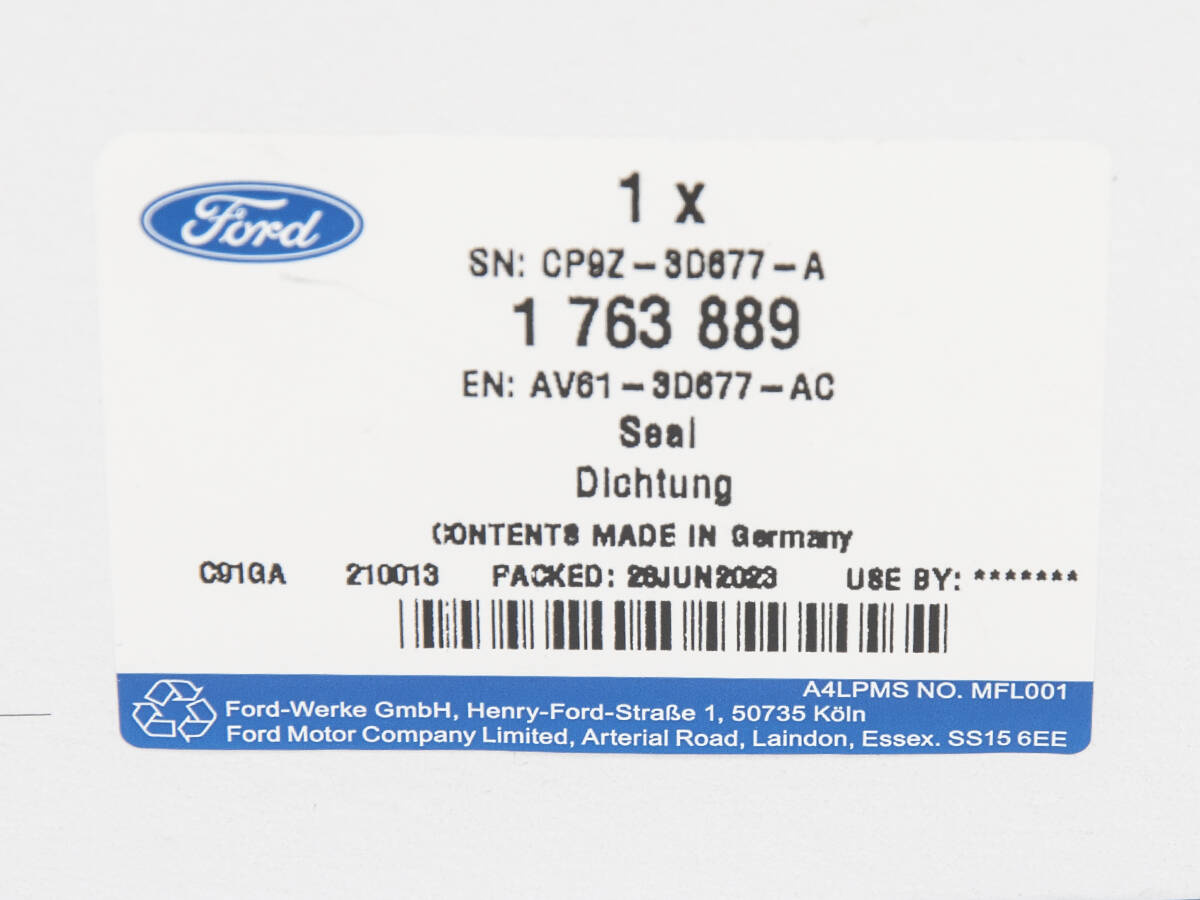 Ford
1 x
SN: CP9Z-3D677-A
1 763 889
EN: AV61-3D677-AC
Seal
Dichtung
CONTENTS MADE IN Germany
C91GA 210013 PACKED: 26JUN2023 USE BY: *******
A4LPMS NO. MFL001
Ford-Werke GmbH, Henry-Ford-Straße 1, 50735 Köln
Ford Motor Company Limited, Arterial Road, Laindon, Essex. SS15 6EE